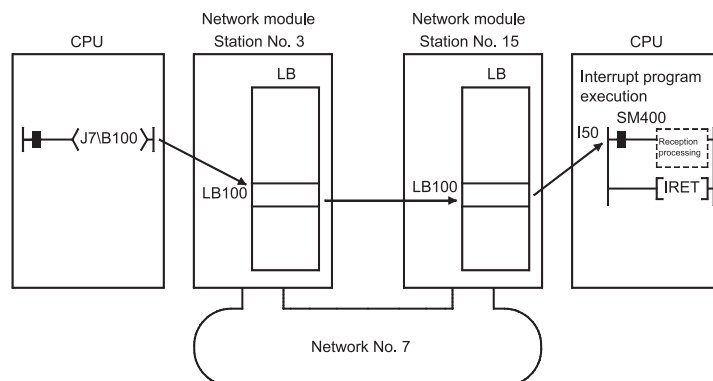 Network module
Station No. 3
Network module
Station No. 15
CPU
CPU
LB
LB
Interrupt program
execution
SM400
I50
J7\B100
Reception
processing
LB100
LB100
IRET
Network No. 7